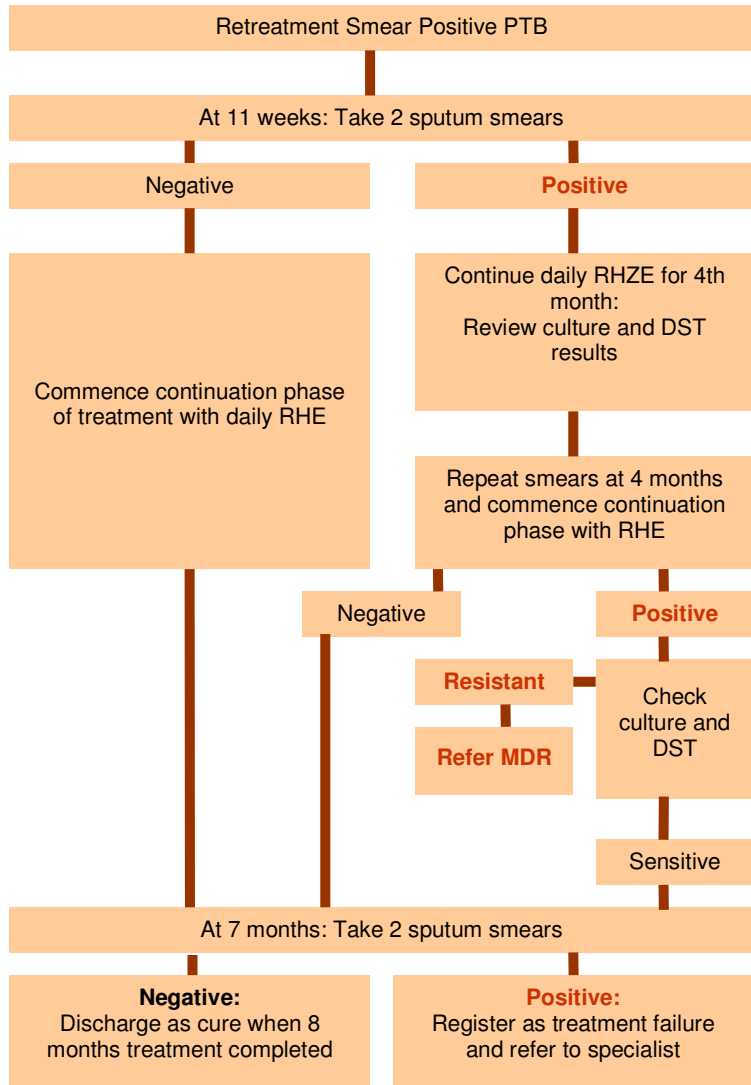 Retreatment Smear Positive PTB
At 11 weeks: Take 2 sputum smears
Negative
Positive
Commence continuation phase
of treatment with daily RHE
Continue daily RHZE for 4th
month:
Review culture and DST
results
Repeat smears at 4 months
and commence continuation
phase with RHE
Negative
Positive
Resistant
Refer MDR
Check
culture and
DST
Sensitive
At 7 months: Take 2 sputum smears
Negative:
Discharge as cure when 8
months treatment completed
Positive:
Register as treatment failure
and refer to specialist